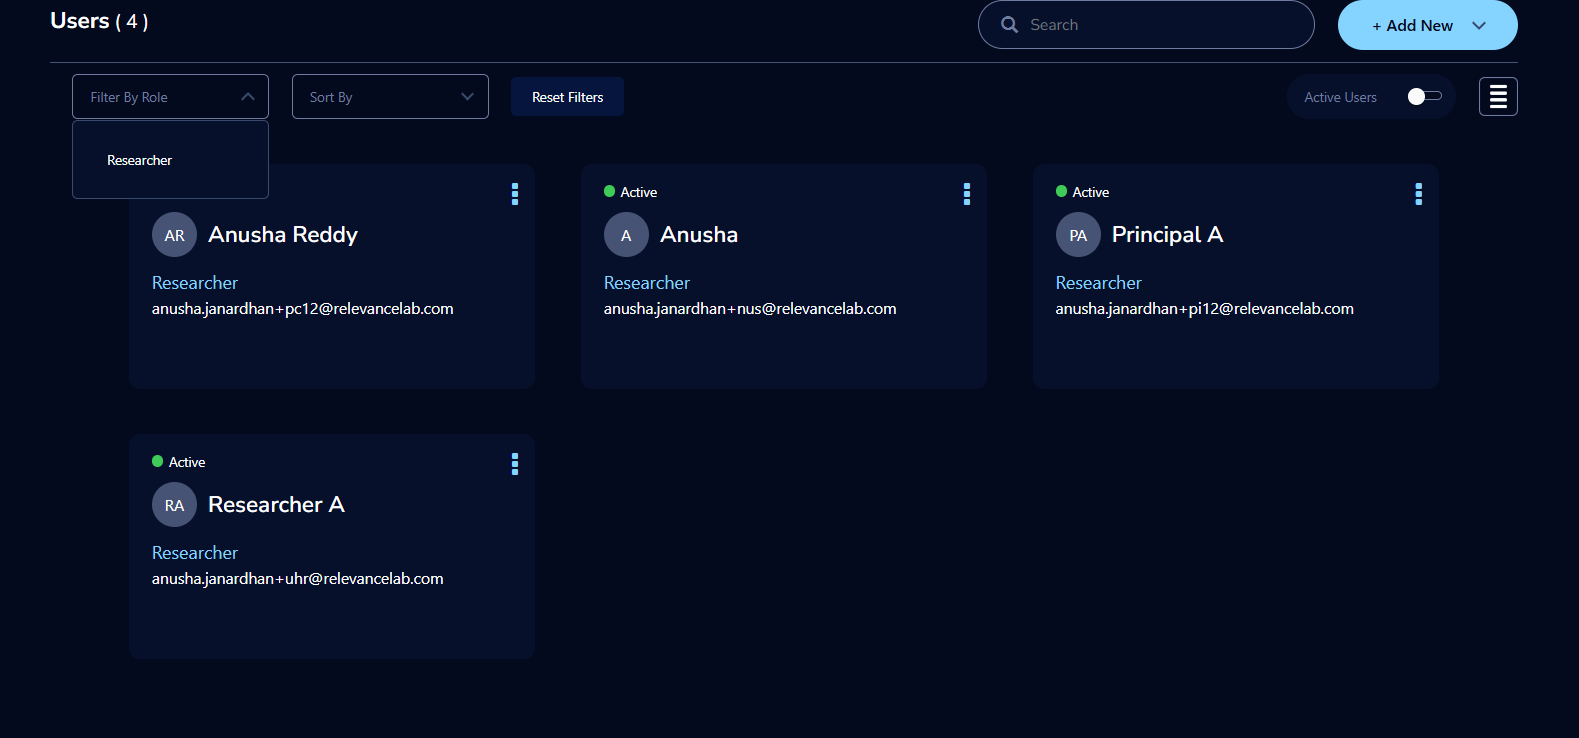 Users ( 4 )
Search
+ Add New
Filter By Role
Sort By
Reset Filters
Active Users
Researcher
AR
Anusha Reddy
Researcher
anusha.janardhan+pc12@relevancelab.com
Active
A
Anusha
Researcher
anusha.janardhan+nus@relevancelab.com
Active
PA
Principal A
Researcher
anusha.janardhan+pi12@relevancelab.com
Active
RA
Researcher A
Researcher
anusha.janardhan+uhr@relevancelab.com